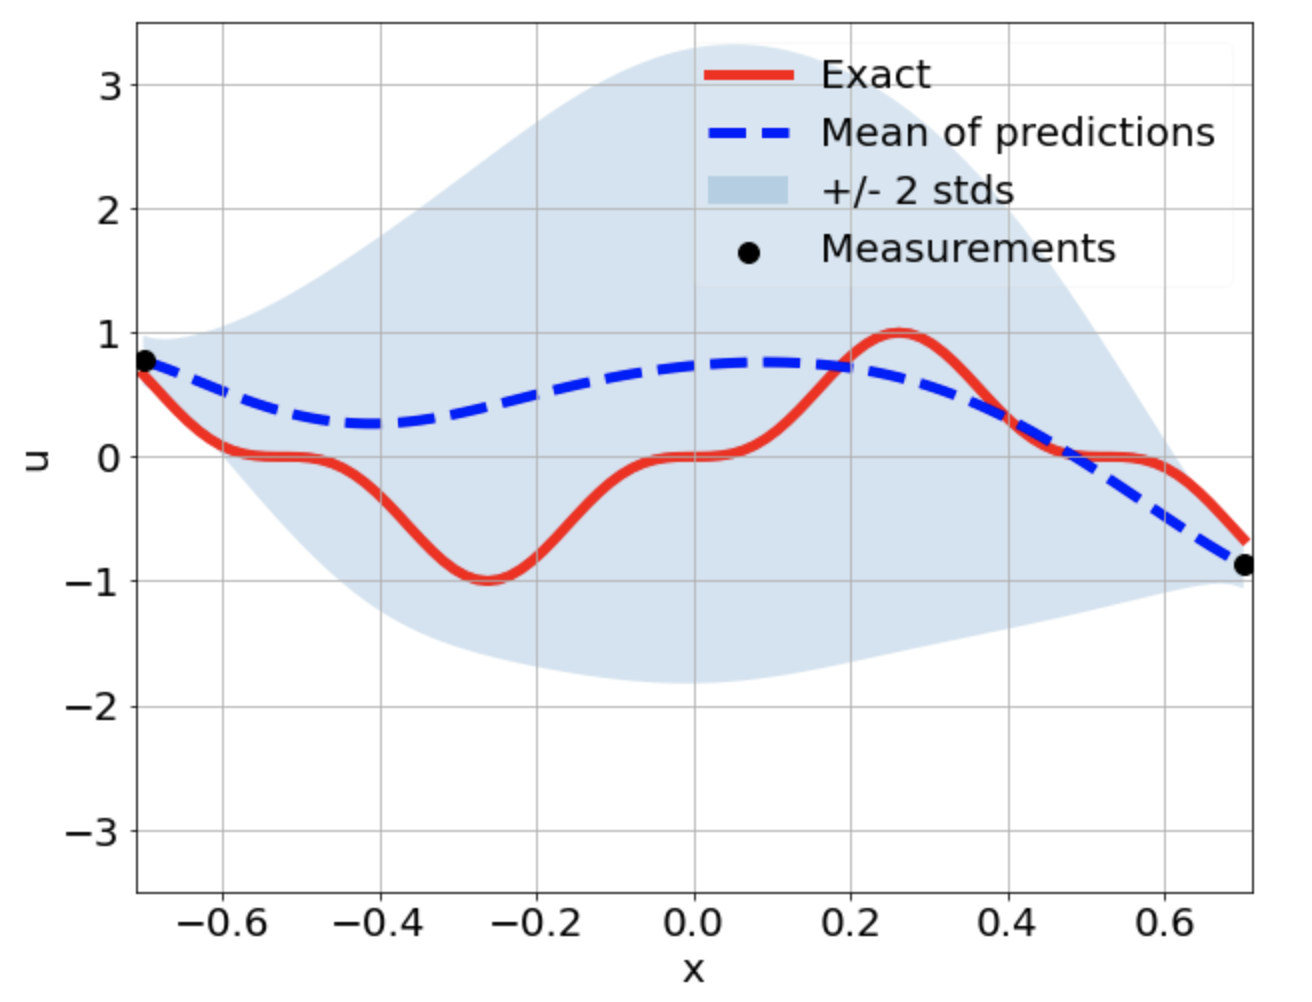 3
2
1
0
−1
−2
−3
u
Exact
Mean of predictions
+/- 2 stds
Measurements
−0.6 −0.4 −0.2 0.0 0.2 0.4 0.6
x